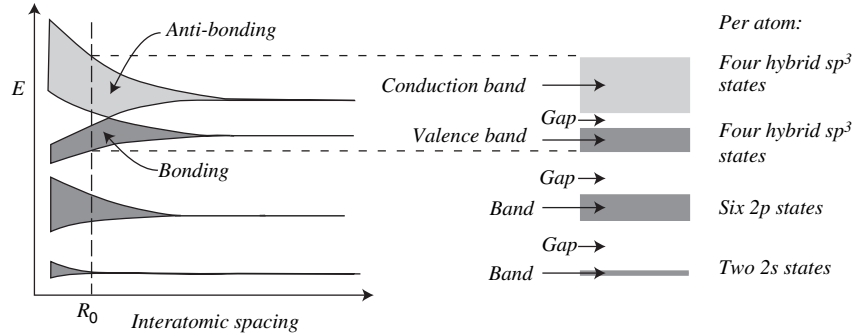 Per atom:
Anti-bonding
E
Four hybrid sp³
states
Conduction band
Gap
Valence band
Four hybrid sp³
states
Bonding
Gap
Band
Six 2p states
Gap
Band
Two 2s states
R₀
Interatomic spacing